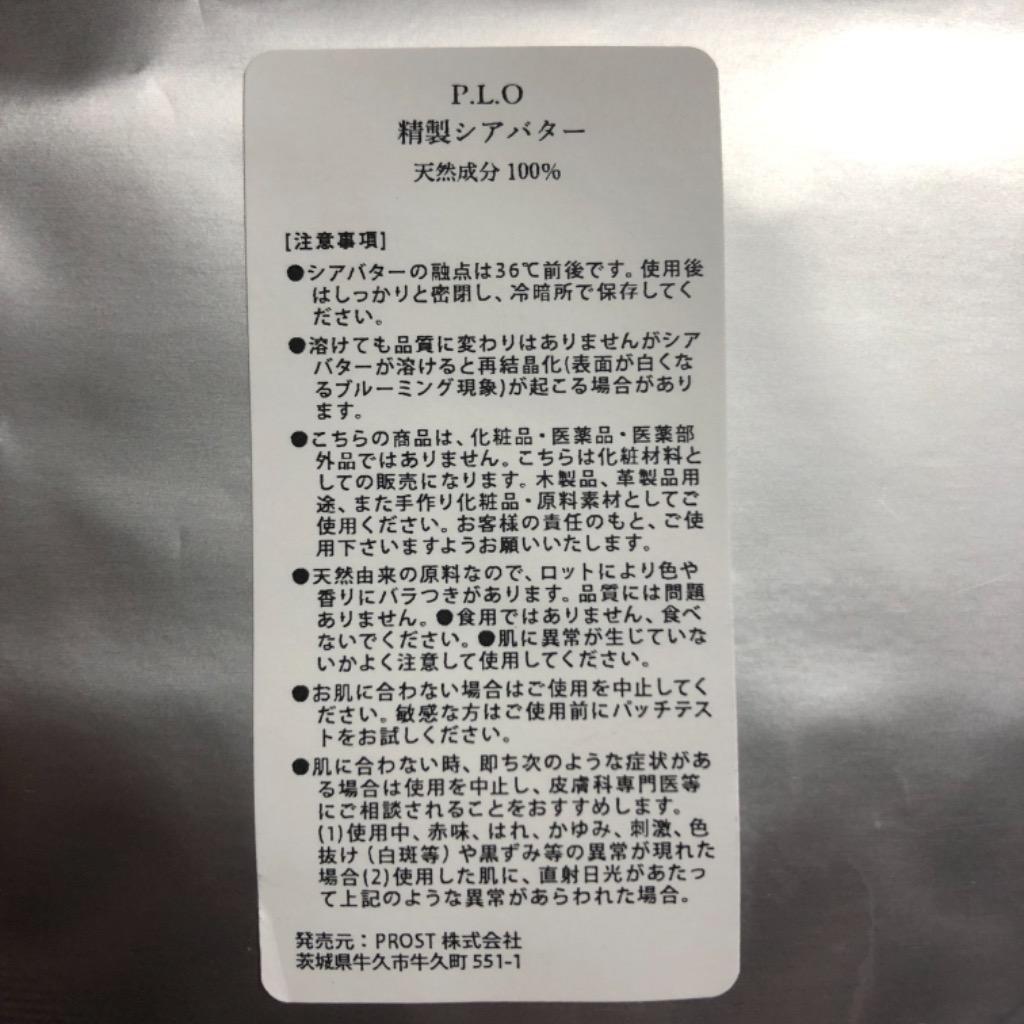 P.L.O
精製シアバター
天然成分 100%
[注意事項]
●シアバターの融点は36℃前後です。使用後
はしっかりと密閉し、冷暗所で保存してく
ださい。
●溶けても品質に変わりはありませんがシア
バターが溶けると再結晶化(表面が白くな
るブルーミング現象)が起こる場合があり
ます。
●こちらの商品は、化粧品・医薬品・医薬部
外品ではありません。こちらは化粧材料と
しての販売になります。木製品、革製品用
途、また手作り化粧品・原料素材としてご
使用ください。お客様の責任のもと、ご使
用下さいますようお願いいたします。
●天然由来の原料なので、ロットにより色や
香りにバラつきがあります。品質には問題
ありません。●食用ではありません、食べ
ないでください。●肌に異常が生じていな
いかよく注意して使用してください。
●お肌に合わない場合はご使用を中止してく
ださい。敏感な方はご使用前にパッチテス
トをお試しください。
●肌に合わない時、即ち次のような症状があ
る場合は使用を中止し、皮膚科専門医等
にご相談されることをおすすめします。
(1)使用中、赤味、はれ、かゆみ、刺激、色
抜け（白斑等）や黒ずみ等の異常が現れた
場合(2)使用した肌に、直射日光があたっ
て上記のような異常があらわれた場合。
発売元：PROST 株式会社
茨城県牛久市牛久町 551-1